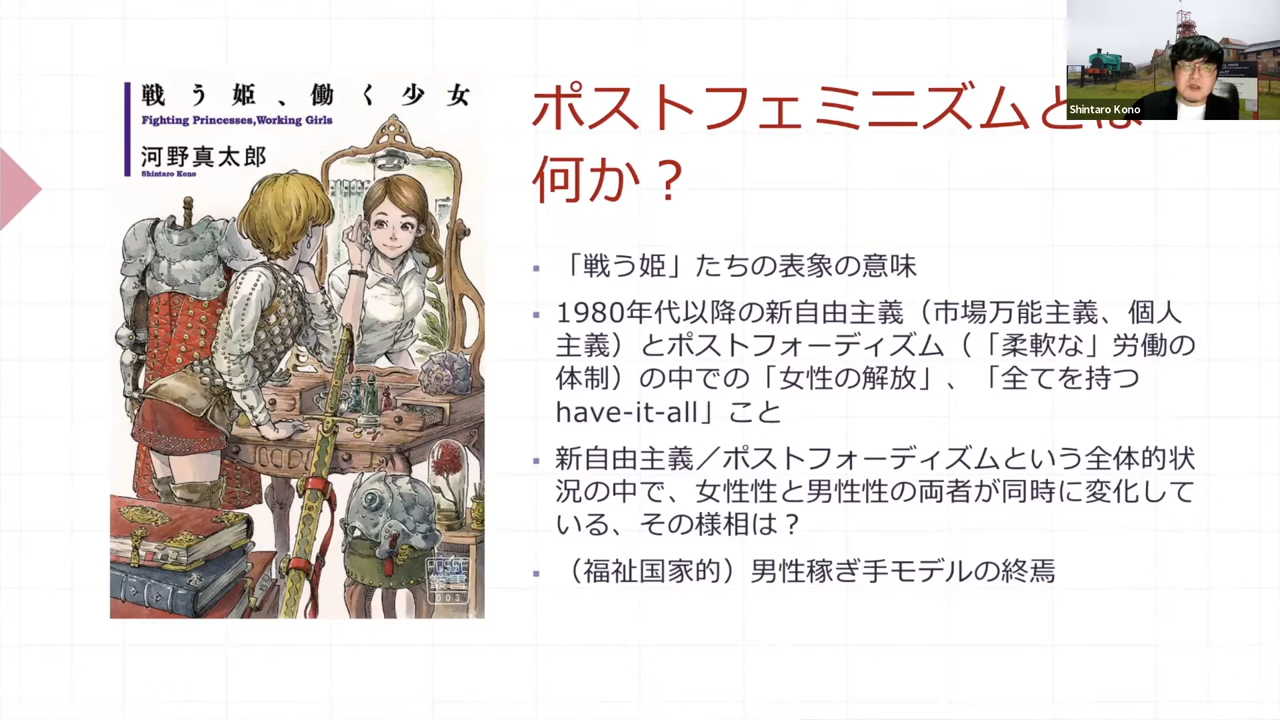 戦う姫、働く少女
Fighting Princesses, Working Girls
河野真太郎
Shintaro Kono
POSSE
叢書
003
ポストフェミニズムとは
何か？
Shintaro Kono
▪ 「戦う姫」たちの表象の意味
▪ 1980年代以降の新自由主義（市場万能主義、個人
主義）とポストフォーディズム（「柔軟な」労働の
体制）の中での「女性の解放」、「全てを持つ
have-it-all」こと
▪ 新自由主義／ポストフォーディズムという全体的状
況の中で、女性性と男性性の両者が同時に変化して
いる、その様相は？
▪ （福祉国家的）男性稼ぎ手モデルの終焉